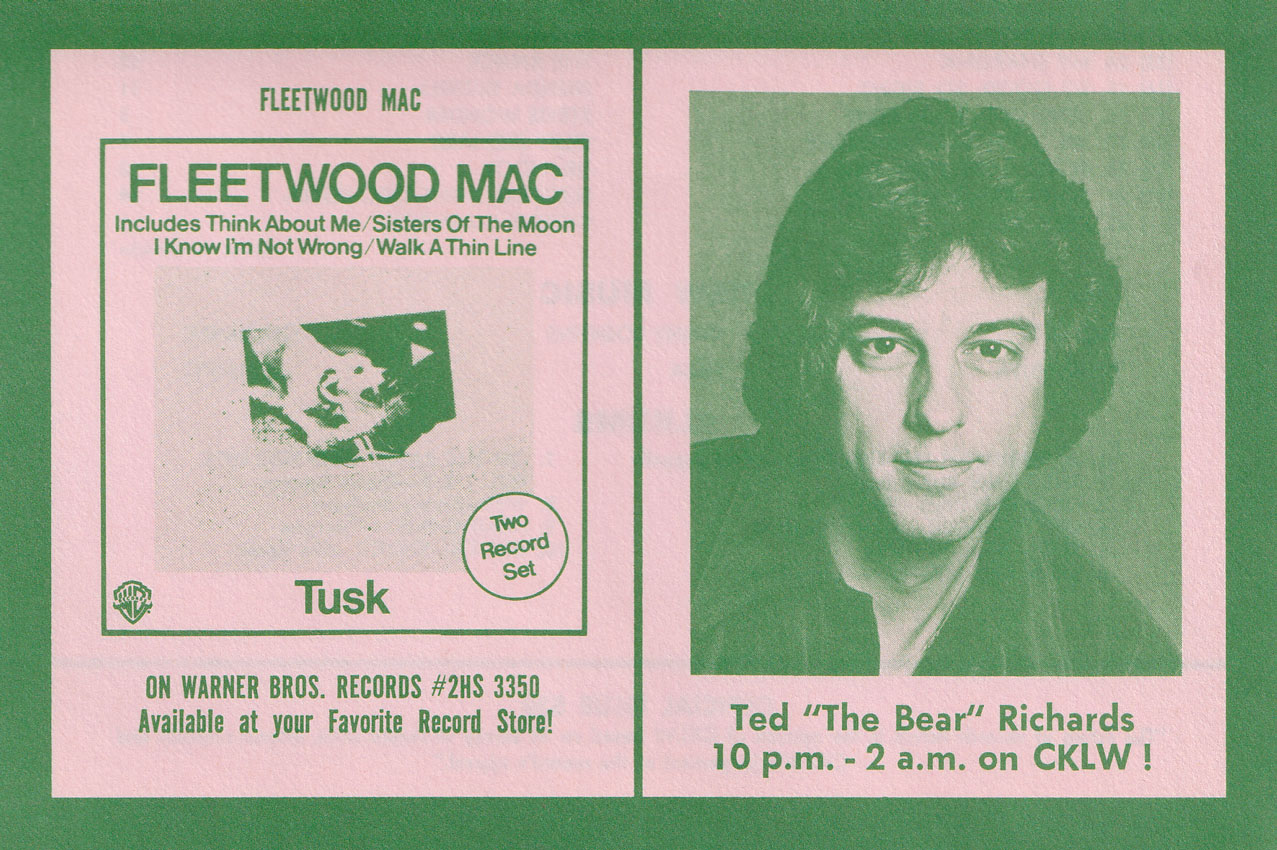 FLEETWOOD MAC
FLEETWOOD MAC
Includes Think About Me/Sisters Of The Moon
I Know I'm Not Wrong/Walk A Thin Line
Two
Record
Set
Tusk
ON WARNER BROS. RECORDS #2HS 3350
Available at your Favorite Record Store!
Ted “The Bear“ Richards
10 p.m. - 2 a.m. on CKLW !